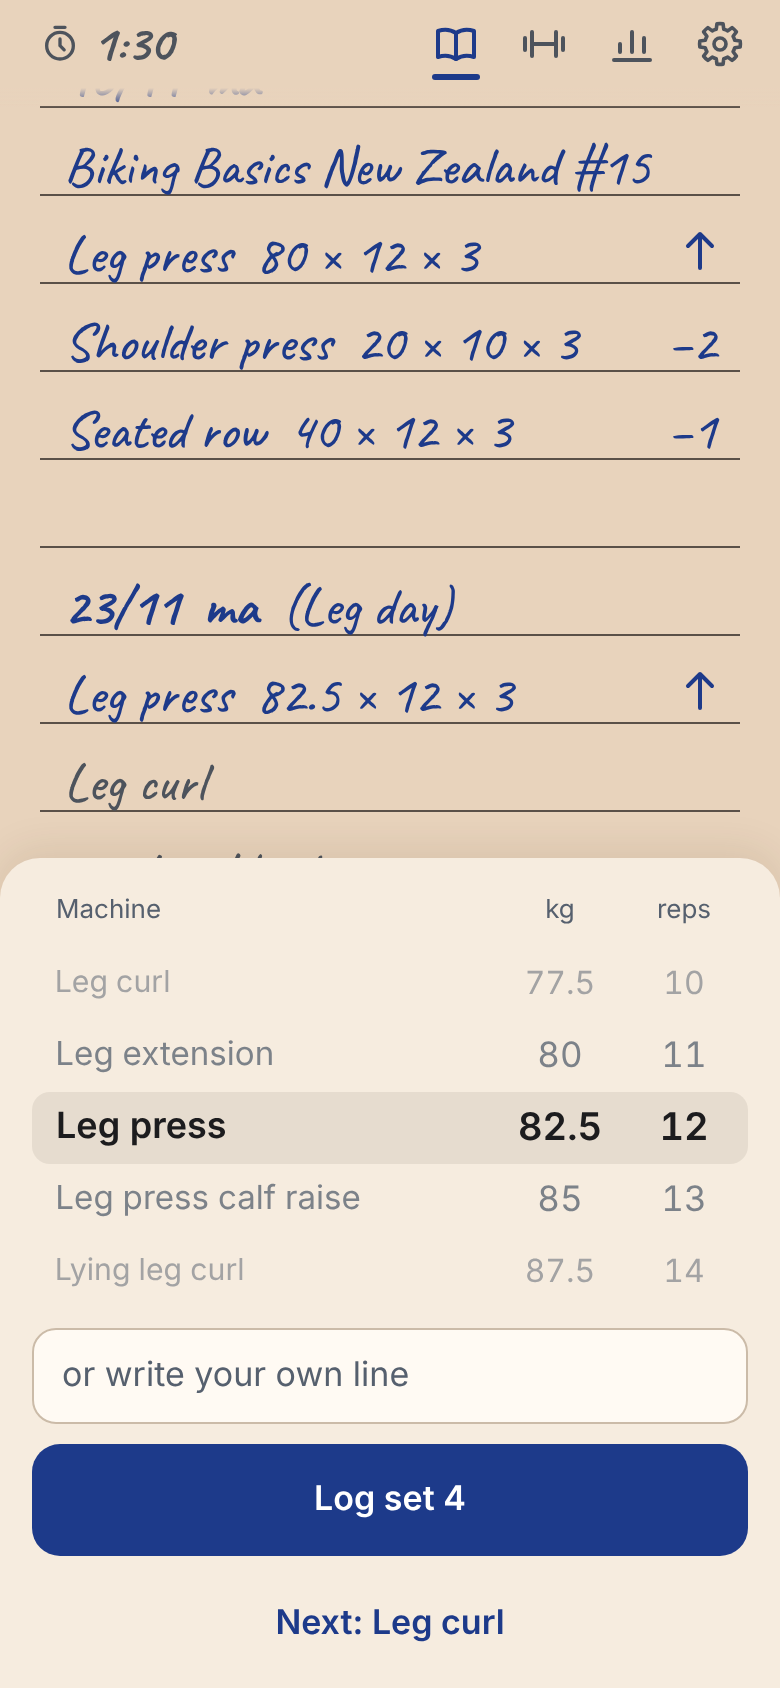 1:30
Biking Basics New Zealand #15
Leg press 80 × 12 × 3 ↑
Shoulder press 20 × 10 × 3 −2
Seated row 40 × 12 × 3 −1
23/11 ma (Leg day)
Leg press 82.5 × 12 × 3 ↑
Leg curl
Machine kg reps
Leg curl 77.5 10
Leg extension 80 11
Leg press 82.5 12
Leg press calf raise 85 13
Lying leg curl 87.5 14
or write your own line
Log set 4
Next: Leg curl